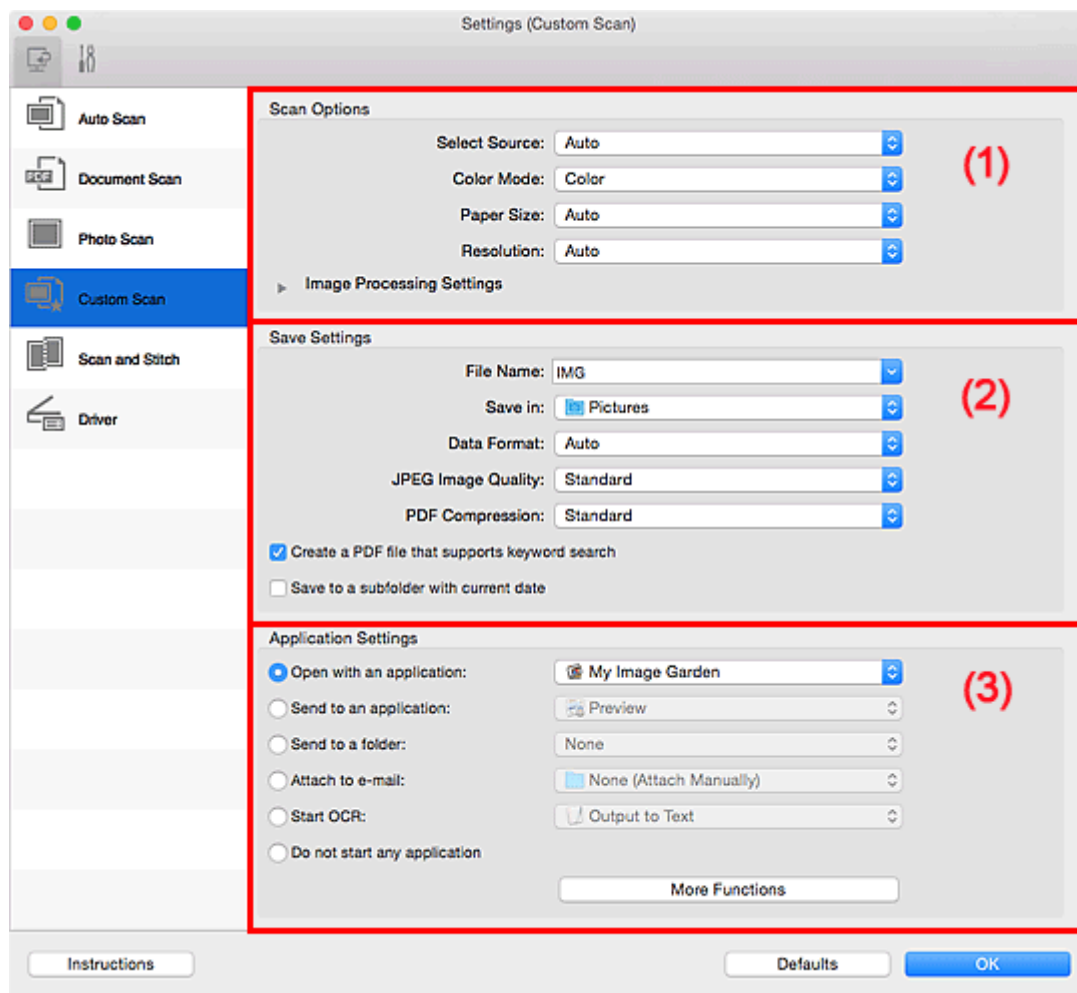 Settings (Custom Scan)
Auto Scan
PDF
Document Scan
Photo Scan
Custom Scan
Scan and Stitch
Driver
Scan Options
Select Source: Auto
(1)
Color Mode: Color
Paper Size: Auto
Resolution: Auto
Image Processing Settings
Save Settings
File Name: IMG
(2)
Save in: Pictures
Data Format: Auto
JPEG Image Quality: Standard
PDF Compression: Standard
Create a PDF file that supports keyword search
Save to a subfolder with current date
Application Settings
Open with an application: My Image Garden
(3)
Send to an application: Preview
Send to a folder: None
Attach to e-mail: None (Attach Manually)
Start OCR: Output to Text
Do not start any application
More Functions
Instructions
Defaults
OK